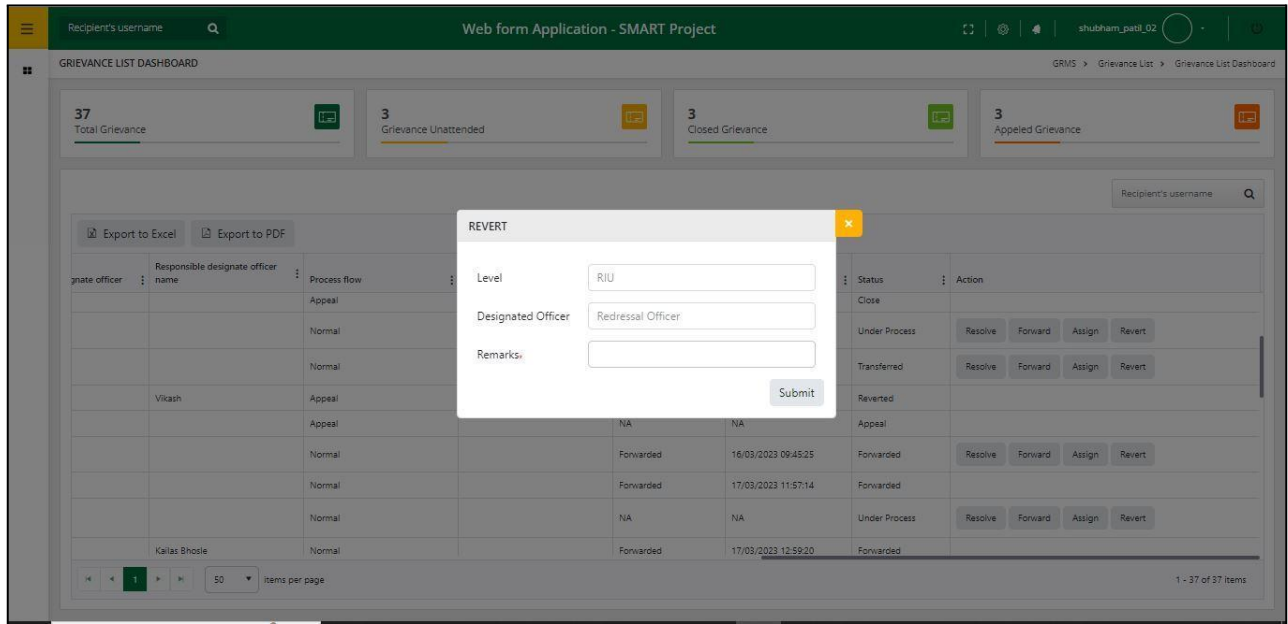 Recipient's username
Web form Application - SMART Project
shubham_patil_02
GRIEVANCE LIST DASHBOARD
GRMS > Grievance List > Grievance List Dashboard
37
Total Grievance
3
Grievance Unattended
3
Closed Grievance
3
Appeled Grievance
Recipient's username
Export to Excel Export to PDF
REVERT ×
Level RIU
Designated Officer Redressal Officer
Remarks*
Submit
gnate officer Responsible designate officer name Process flow Status Action
Appeal Close
Normal Under Process Resolve Forward Assign Revert
Normal Transferred Resolve Forward Assign Revert
Vikash Appeal Reverted
Appeal NA NA Appeal
Normal Forwarded 16/03/2023 09:45:25 Forwarded Resolve Forward Assign Revert
Normal Forwarded 17/03/2023 11:57:14 Forwarded
Normal NA NA Under Process Resolve Forward Assign Revert
Kailas Bhosle Normal Forwarded 17/03/2023 12:59:20 Forwarded
1 50 items per page 1 - 37 of 37 items